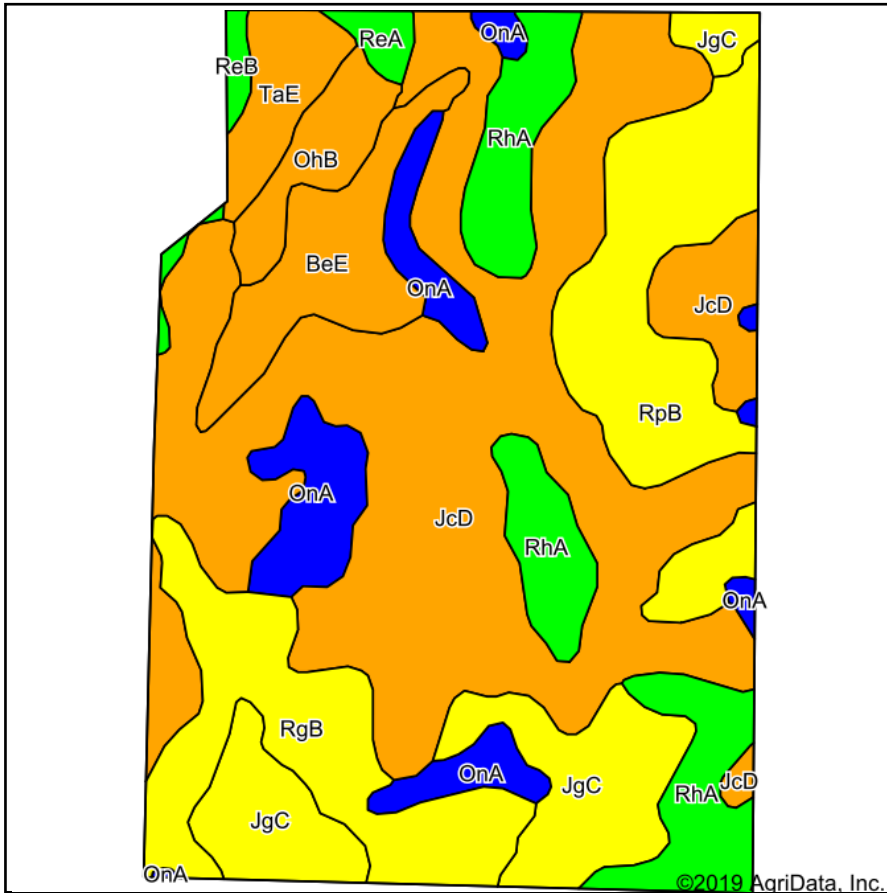 OnA
ReA
JgC
ReB
TaE
RhA
OhB
BeE
OnA
JcD
RpB
OnA
JcD
RhA
OnA
RgB
OnA
JgC
JcD
RhA
JgC
OnA
©2019 AgriData, Inc.